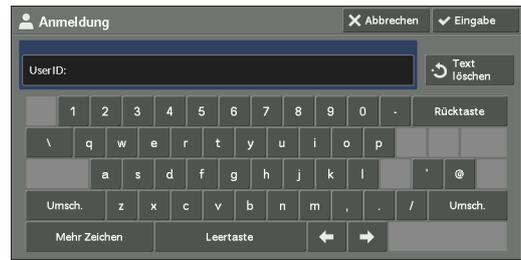 Anmeldung
Abbrechen
Eingabe
UserID:
Text
löschen
1 2 3 4 5 6 7 8 9 0 - Rücktaste
\ q w e r t y u i o p
a s d f g h j k l ' @
Umsch. z x c v b n m , . / Umsch.
Mehr Zeichen Leertaste